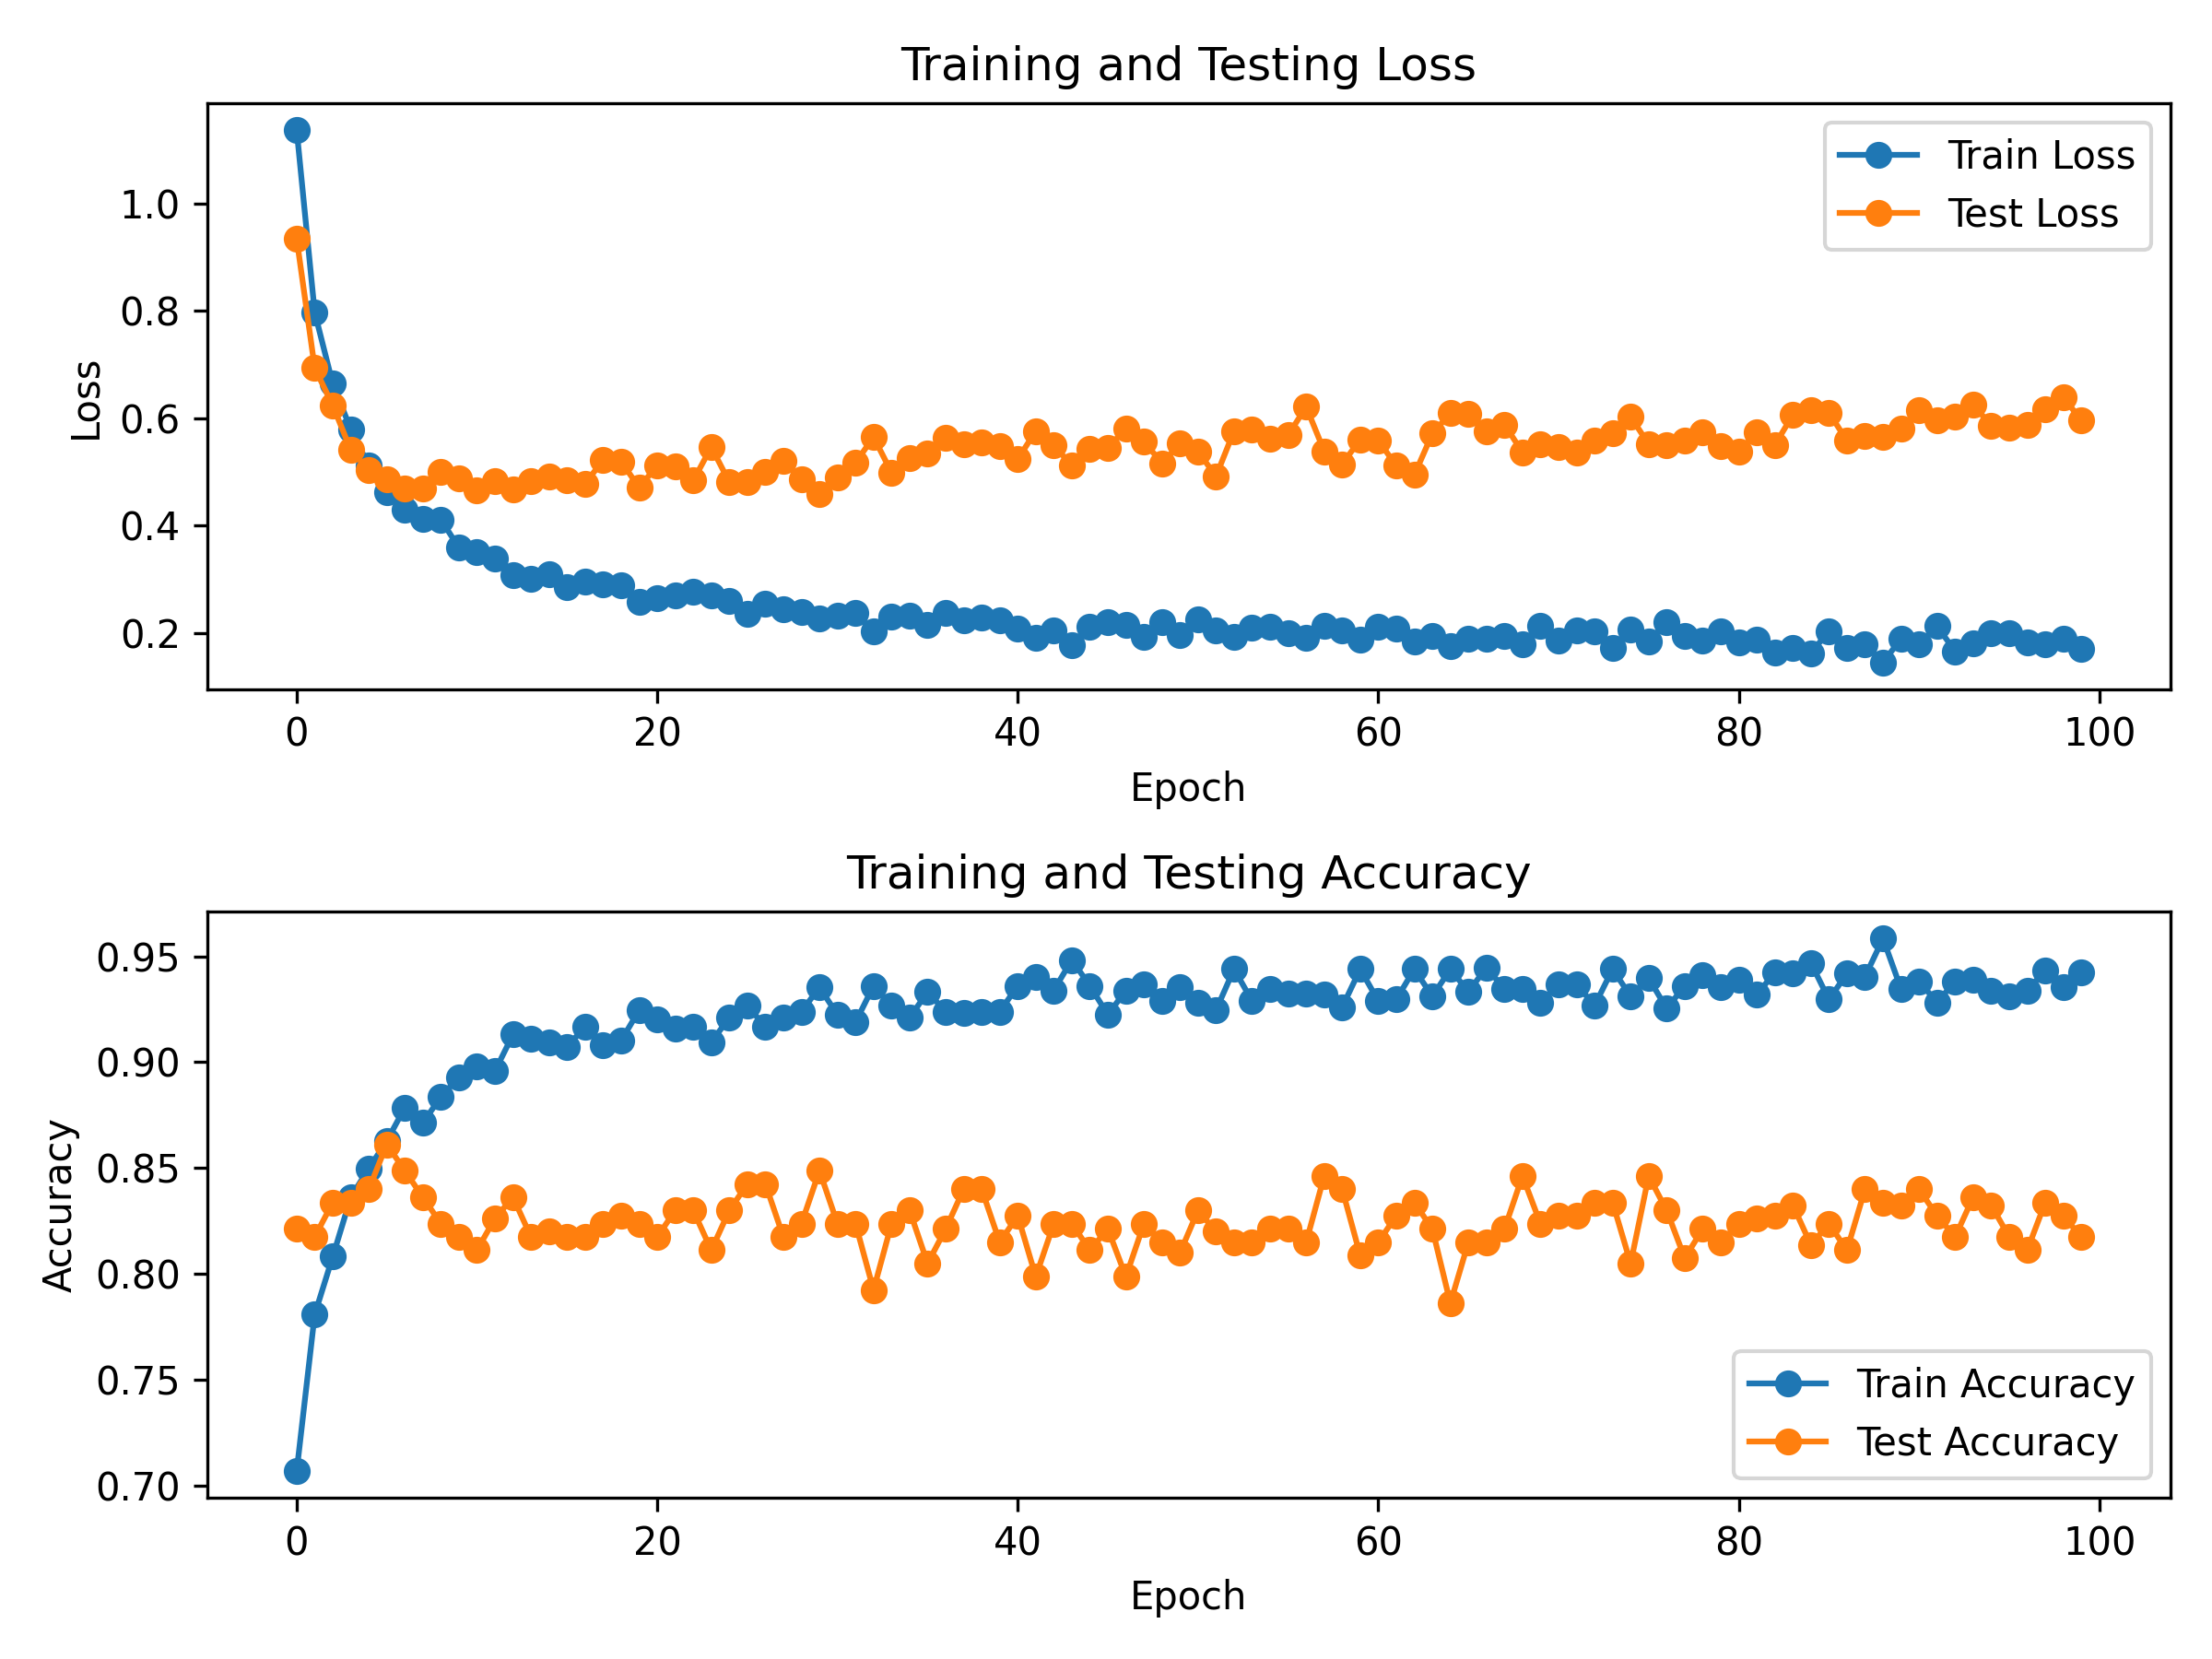 Training and Testing Loss
Train Loss
Test Loss
1.0
0.8
0.6
0.4
0.2
Loss
0 20 40 60 80 100
Epoch
Training and Testing Accuracy
0.95
0.90
0.85
0.80
0.75
0.70
Accuracy
Train Accuracy
Test Accuracy
0 20 40 60 80 100
Epoch